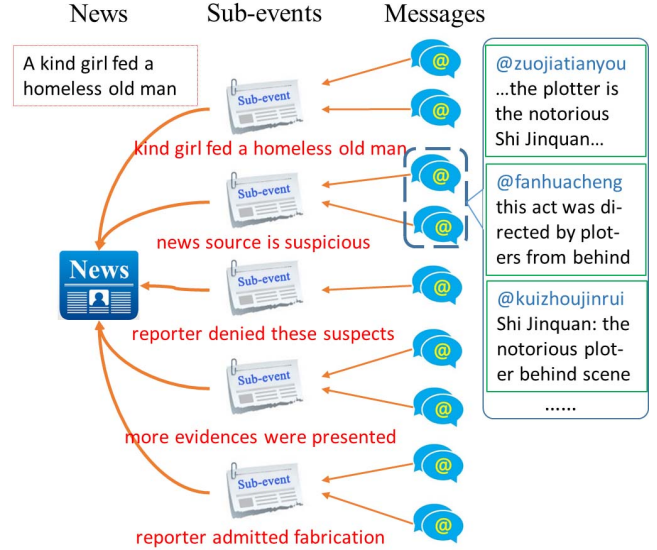 News
Sub-events
Messages
A kind girl fed a
homeless old man
Sub-event
kind girl fed a homeless old man
Sub-event
news source is suspicious
News
Sub-event
reporter denied these suspects
Sub-event
more evidences were presented
Sub-event
reporter admitted fabrication
@
@
@
@
@
@
@
@
@
@zuojiatianyou
...the plotter is
the notorious
Shi Jinquan...
@fanhuacheng
this act was di-
rected by plot-
ers from behind
@kuizhoujinrui
Shi Jinquan: the
notorious plot-
er behind scene
......